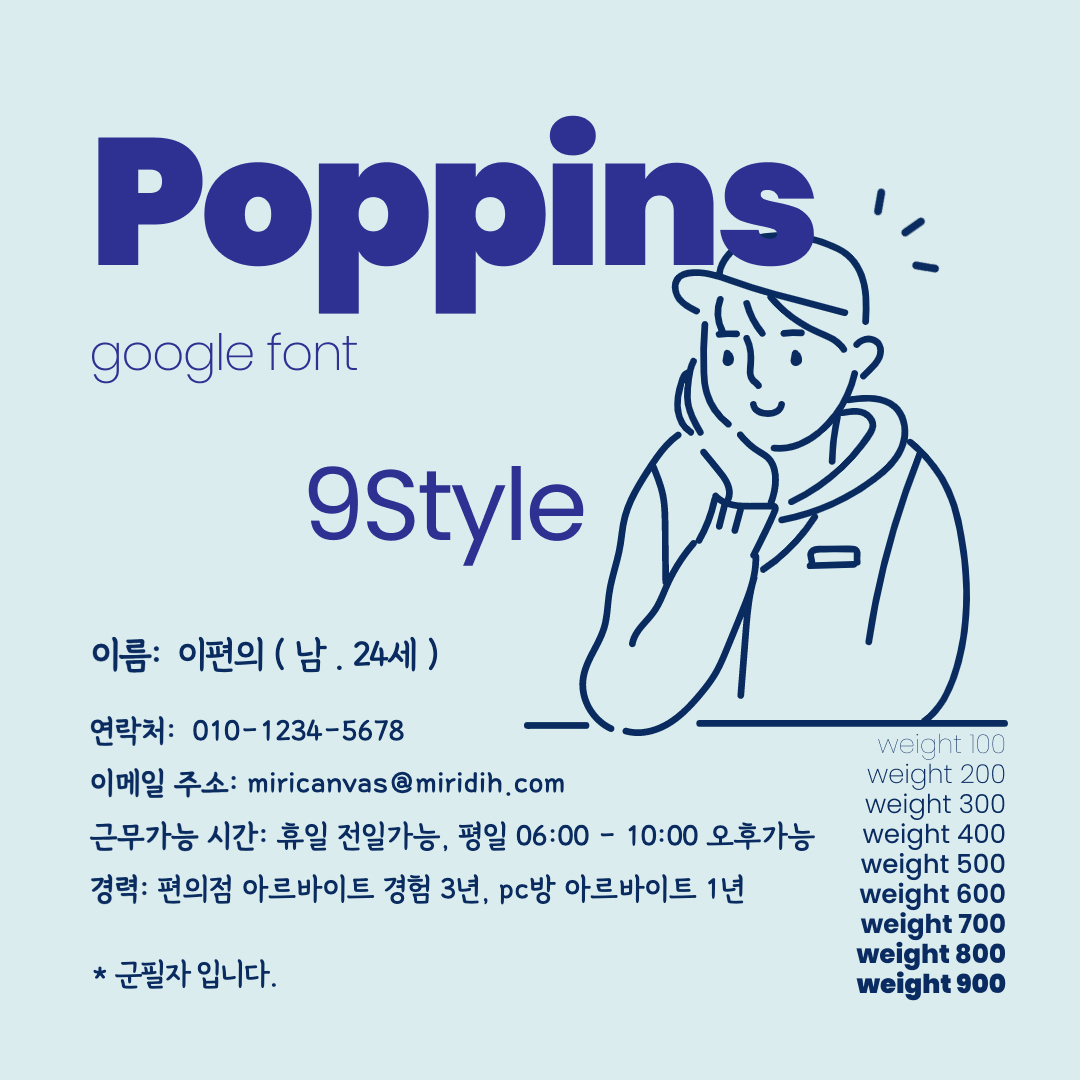 Poppins
google font
9Style
이름: 이편의 ( 남 . 24세 )
연락처: 010-1234-5678
이메일 주소: miricanvas@miridih.com
근무가능 시간: 휴일 전일가능, 평일 06:00 - 10:00 오후가능
경력: 편의점 아르바이트 경험 3년, pc방 아르바이트 1년
* 군필자 입니다.
weight 100
weight 200
weight 300
weight 400
weight 500
weight 600
weight 700
weight 800
weight 900